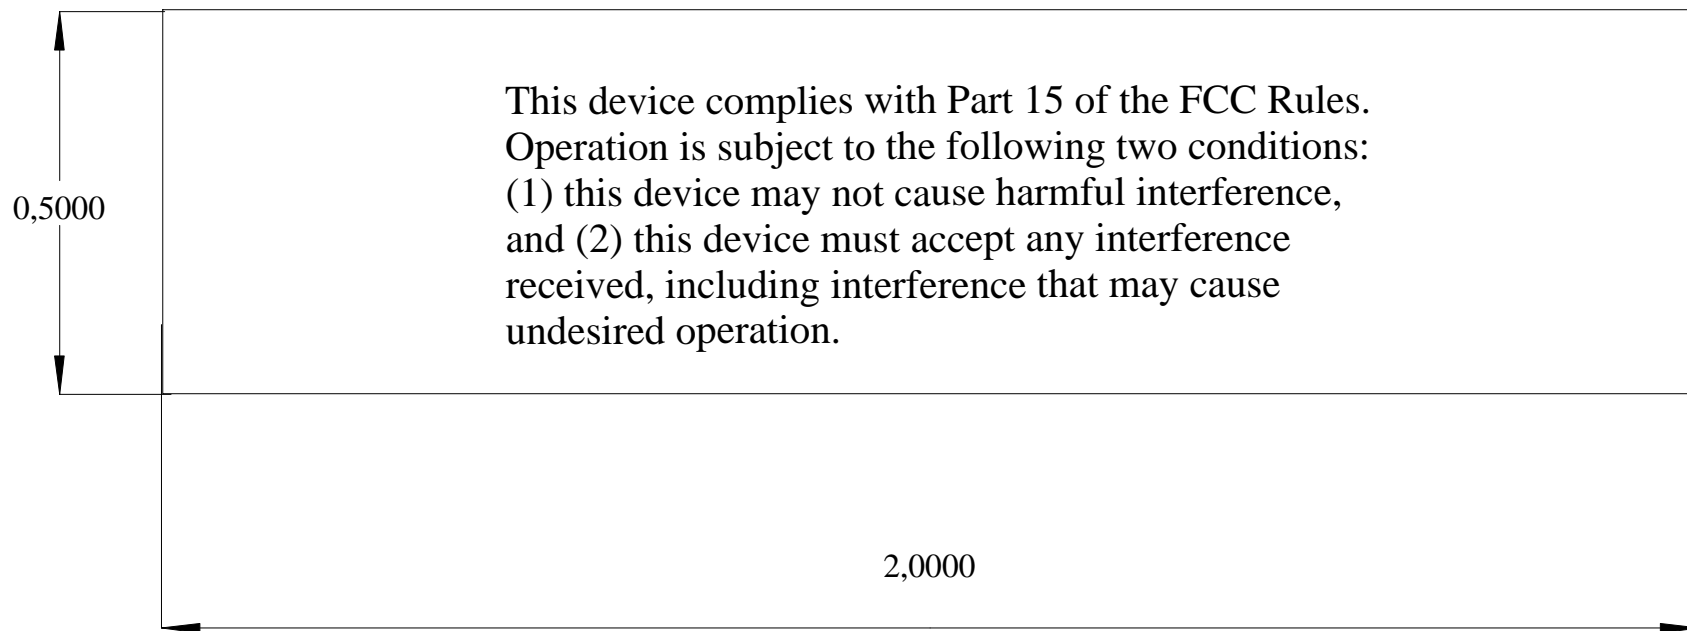 This device complies with Part 15 of the FCC Rules.
Operation is subject to the following two conditions:
(1) this device may not cause harmful interference,
and (2) this device must accept any interference
received, including interference that may cause
undesired operation.
0,5000
2,0000